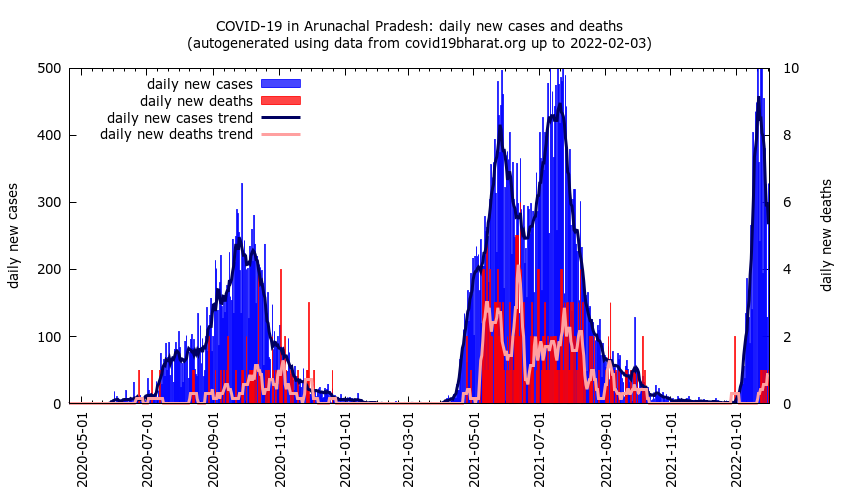 COVID-19 in Arunachal Pradesh: daily new cases and deaths
(autogenerated using data from covid19bharat.org up to 2022-02-03)
daily new cases
daily new deaths
daily new cases trend
daily new deaths trend
500
400
300
200
100
0
10
8
6
4
2
0
daily new cases
daily new deaths
2020-05-01
2020-07-01
2020-09-01
2020-11-01
2021-01-01
2021-03-01
2021-05-01
2021-07-01
2021-09-01
2021-11-01
2022-01-01